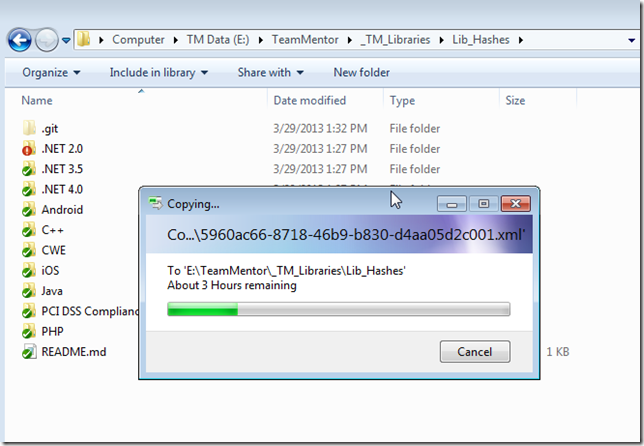 Computer TM Data (E:) TeamMentor _TM_Libraries Lib_Hashes
Organize Include in library Share with New folder
Name Date modified Type Size
.git 3/29/2013 1:32 PM File folder
.NET 2.0 3/29/2013 1:27 PM File folder
.NET 3.5 3/29/2013 1:27 PM File folder
.NET 4.0
Android
Copying...
C++
Co...\5960ac66-8718-46b9-b830-d4aa05d2c001.xml'
CWE
iOS
To 'E:\TeamMentor\_TM_Libraries\Lib_Hashes'
About 3 Hours remaining
Java
PCI DSS Complianc
PHP
README.md 1 KB
Cancel